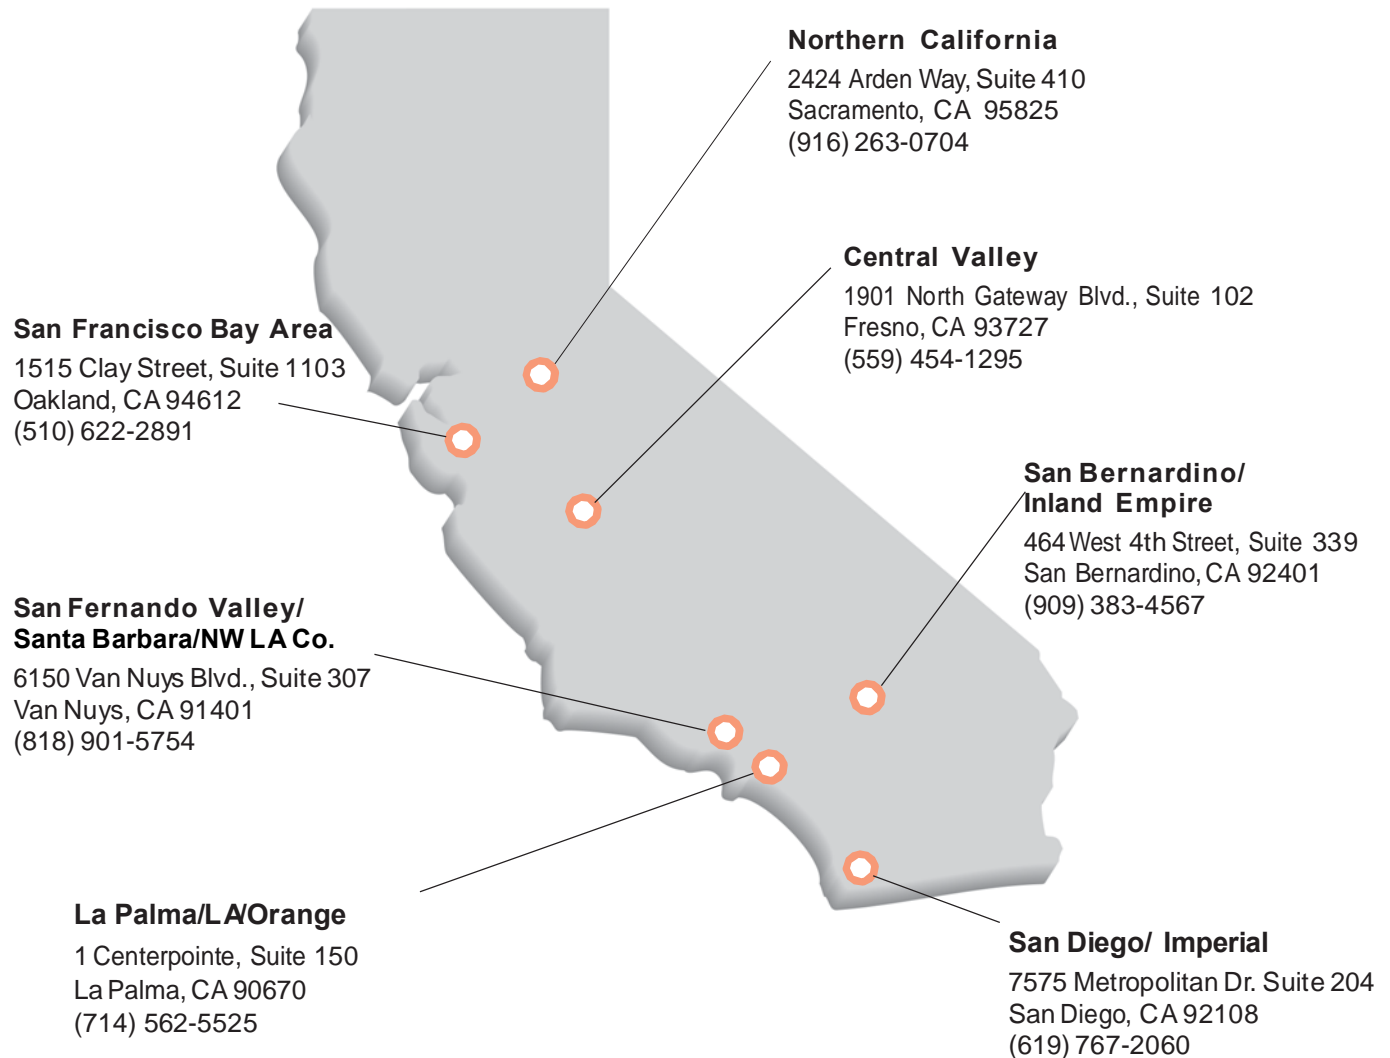 Northern California
2424 Arden Way, Suite 410
Sacramento, CA 95825
(916) 263-0704
Central Valley
1901 North Gateway Blvd., Suite 102
Fresno, CA 93727
(559) 454-1295
San Francisco Bay Area
1515 Clay Street, Suite 1103
Oakland, CA 94612
(510) 622-2891
San Bernardino/
Inland Empire
464 West 4th Street, Suite 339
San Bernardino, CA 92401
(909) 383-4567
San Fernando Valley/
Santa Barbara/NW LA Co.
6150 Van Nuys Blvd., Suite 307
Van Nuys, CA 91401
(818) 901-5754
La Palma/LA/Orange
1 Centerpointe, Suite 150
La Palma, CA 90670
(714) 562-5525
San Diego/ Imperial
7575 Metropolitan Dr. Suite 204
San Diego, CA 92108
(619) 767-2060